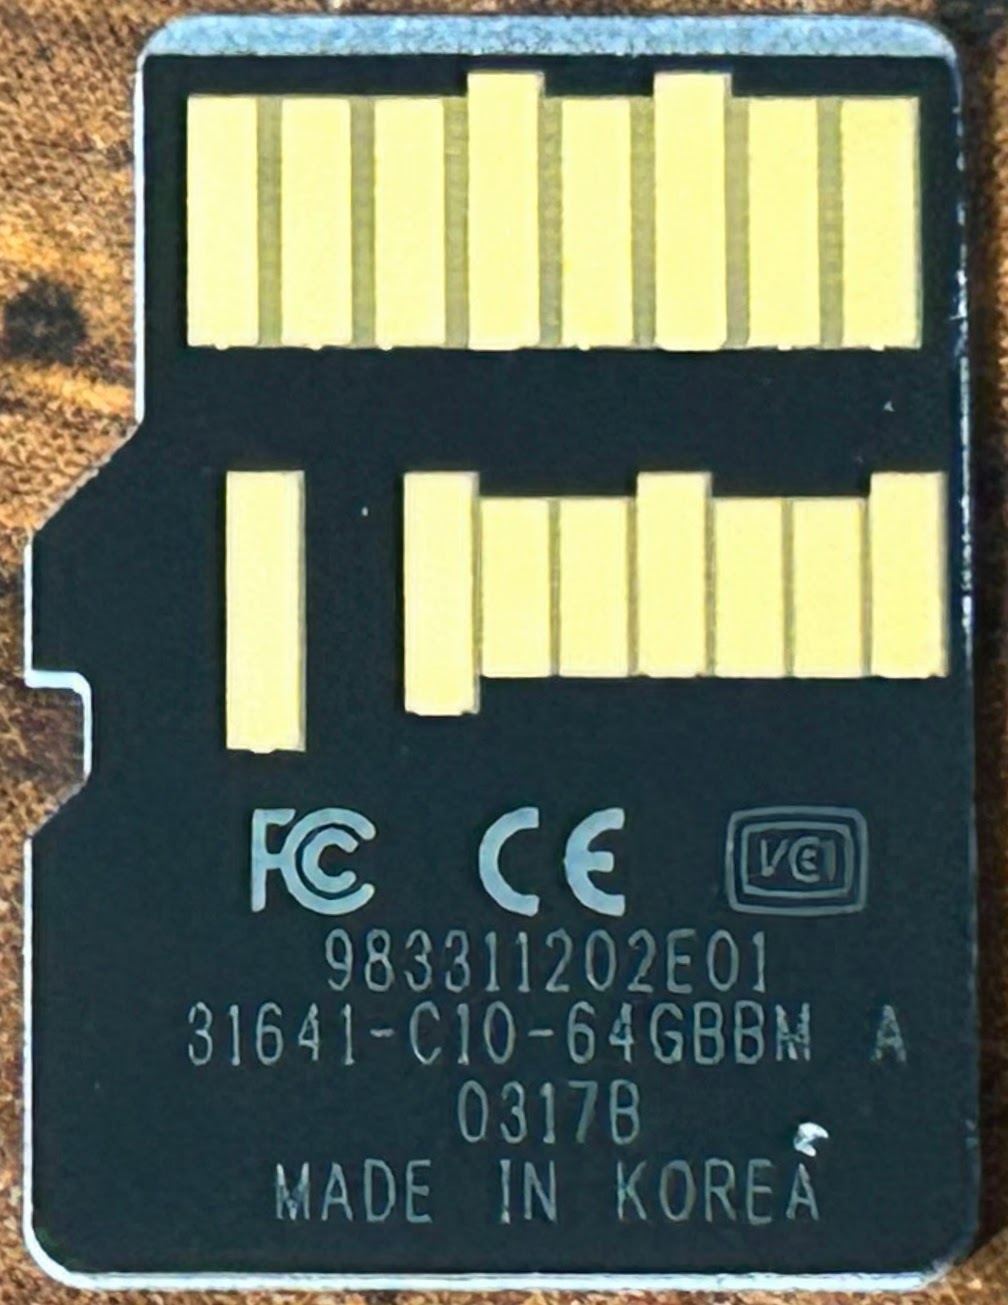 FC CE VCI
983311202E01
31641-C10-64GBBM A
0317B
MADE IN KOREA